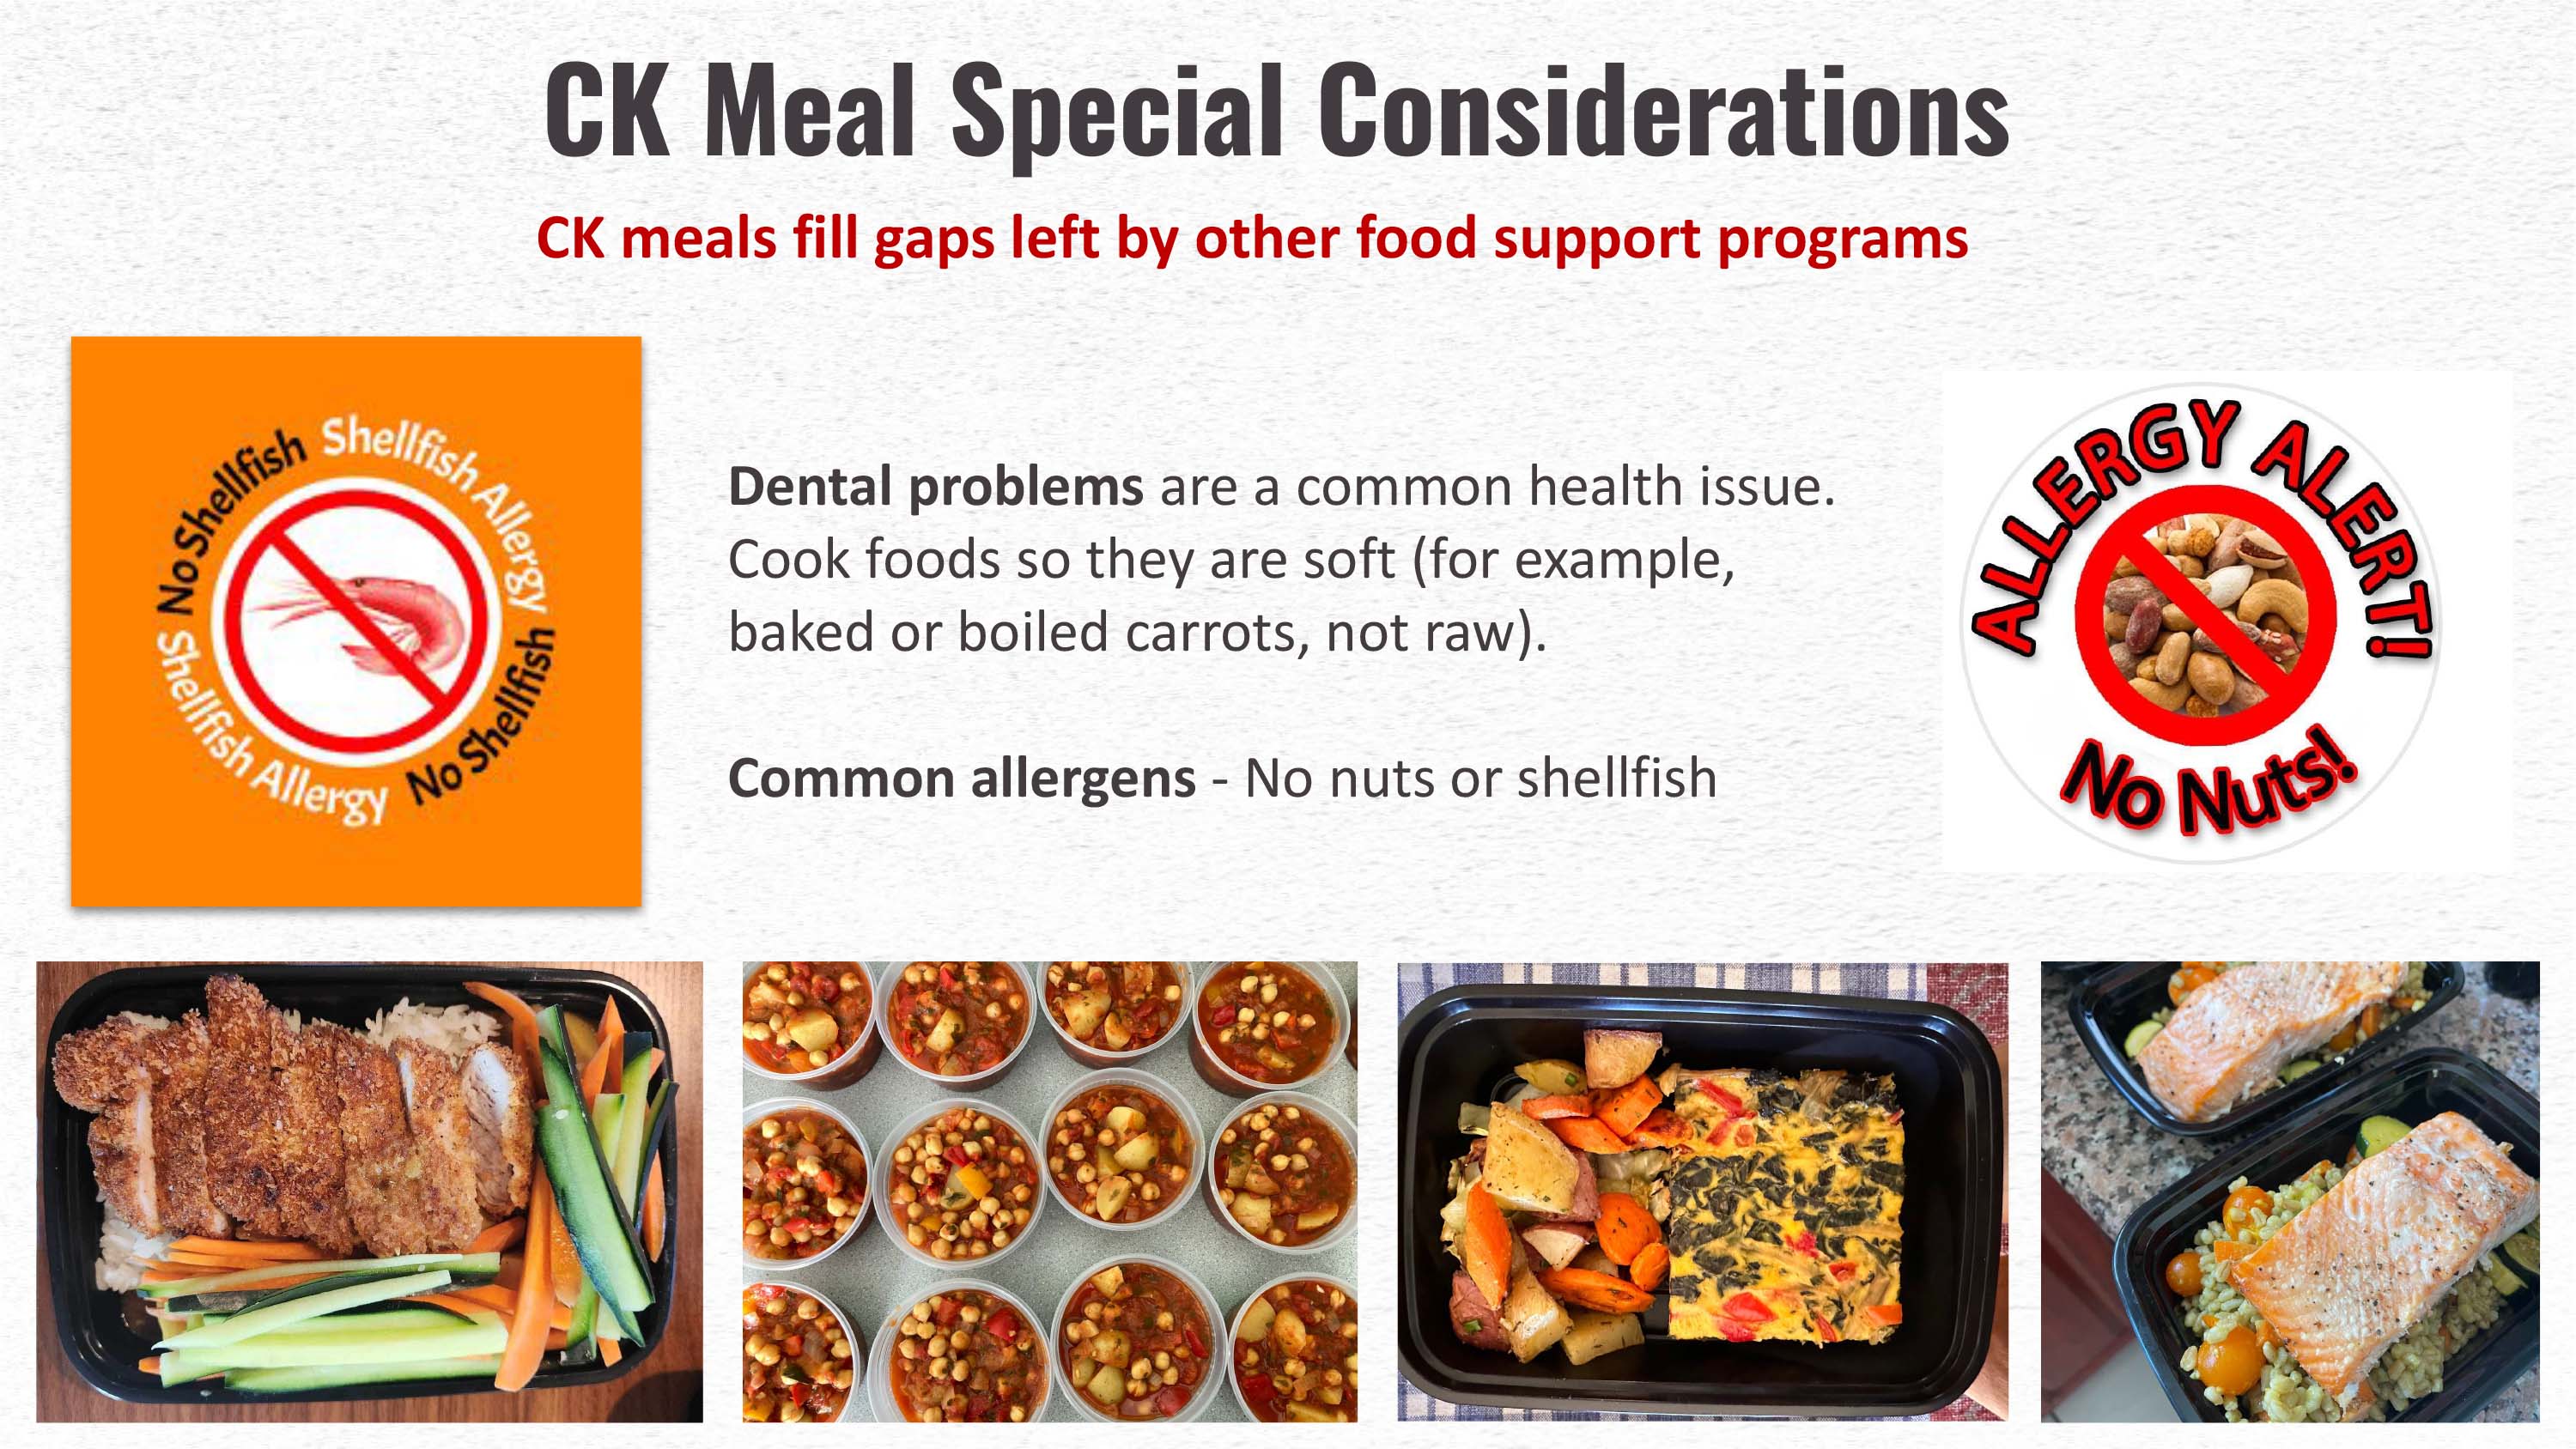 CK Meal Special Considerations
CK meals fill gaps left by other food support programs
No Shellfish Shellfish Allergy No Shellfish Shellfish Allergy
Dental problems are a common health issue.
Cook foods so they are soft (for example,
baked or boiled carrots, not raw).
Common allergens - No nuts or shellfish
ALLERGY ALERT!
No Nuts!